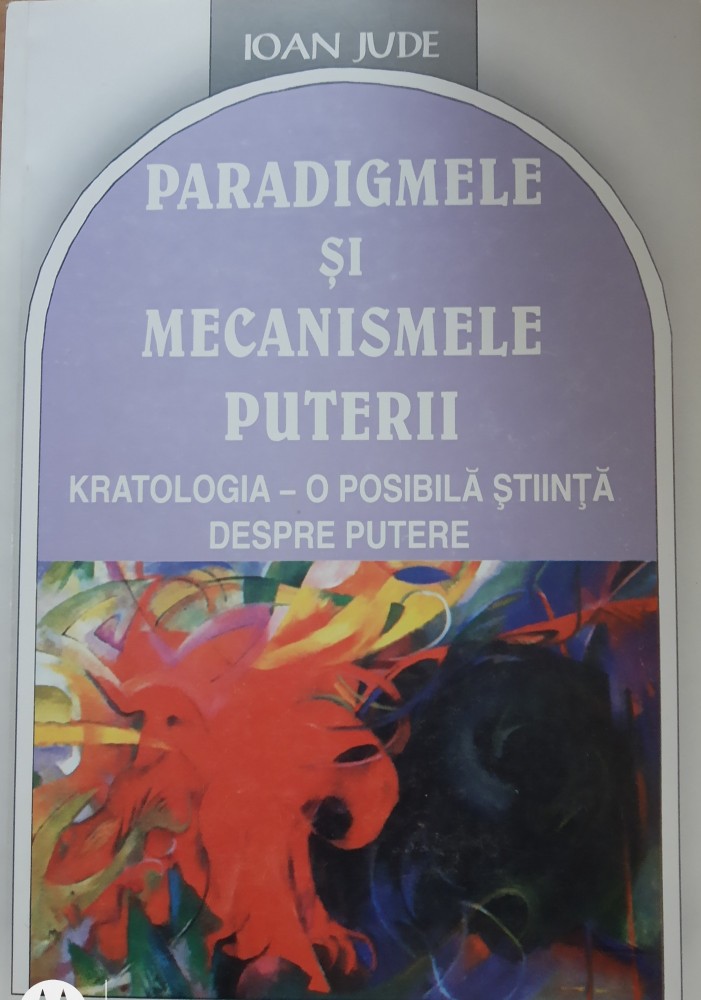 IOAN JUDE
PARADIGMELE
ŞI
MECANISMELE
PUTERII
KRATOLOGIA – O POSIBILĂ ŞTIINŢĂ
DESPRE PUTERE